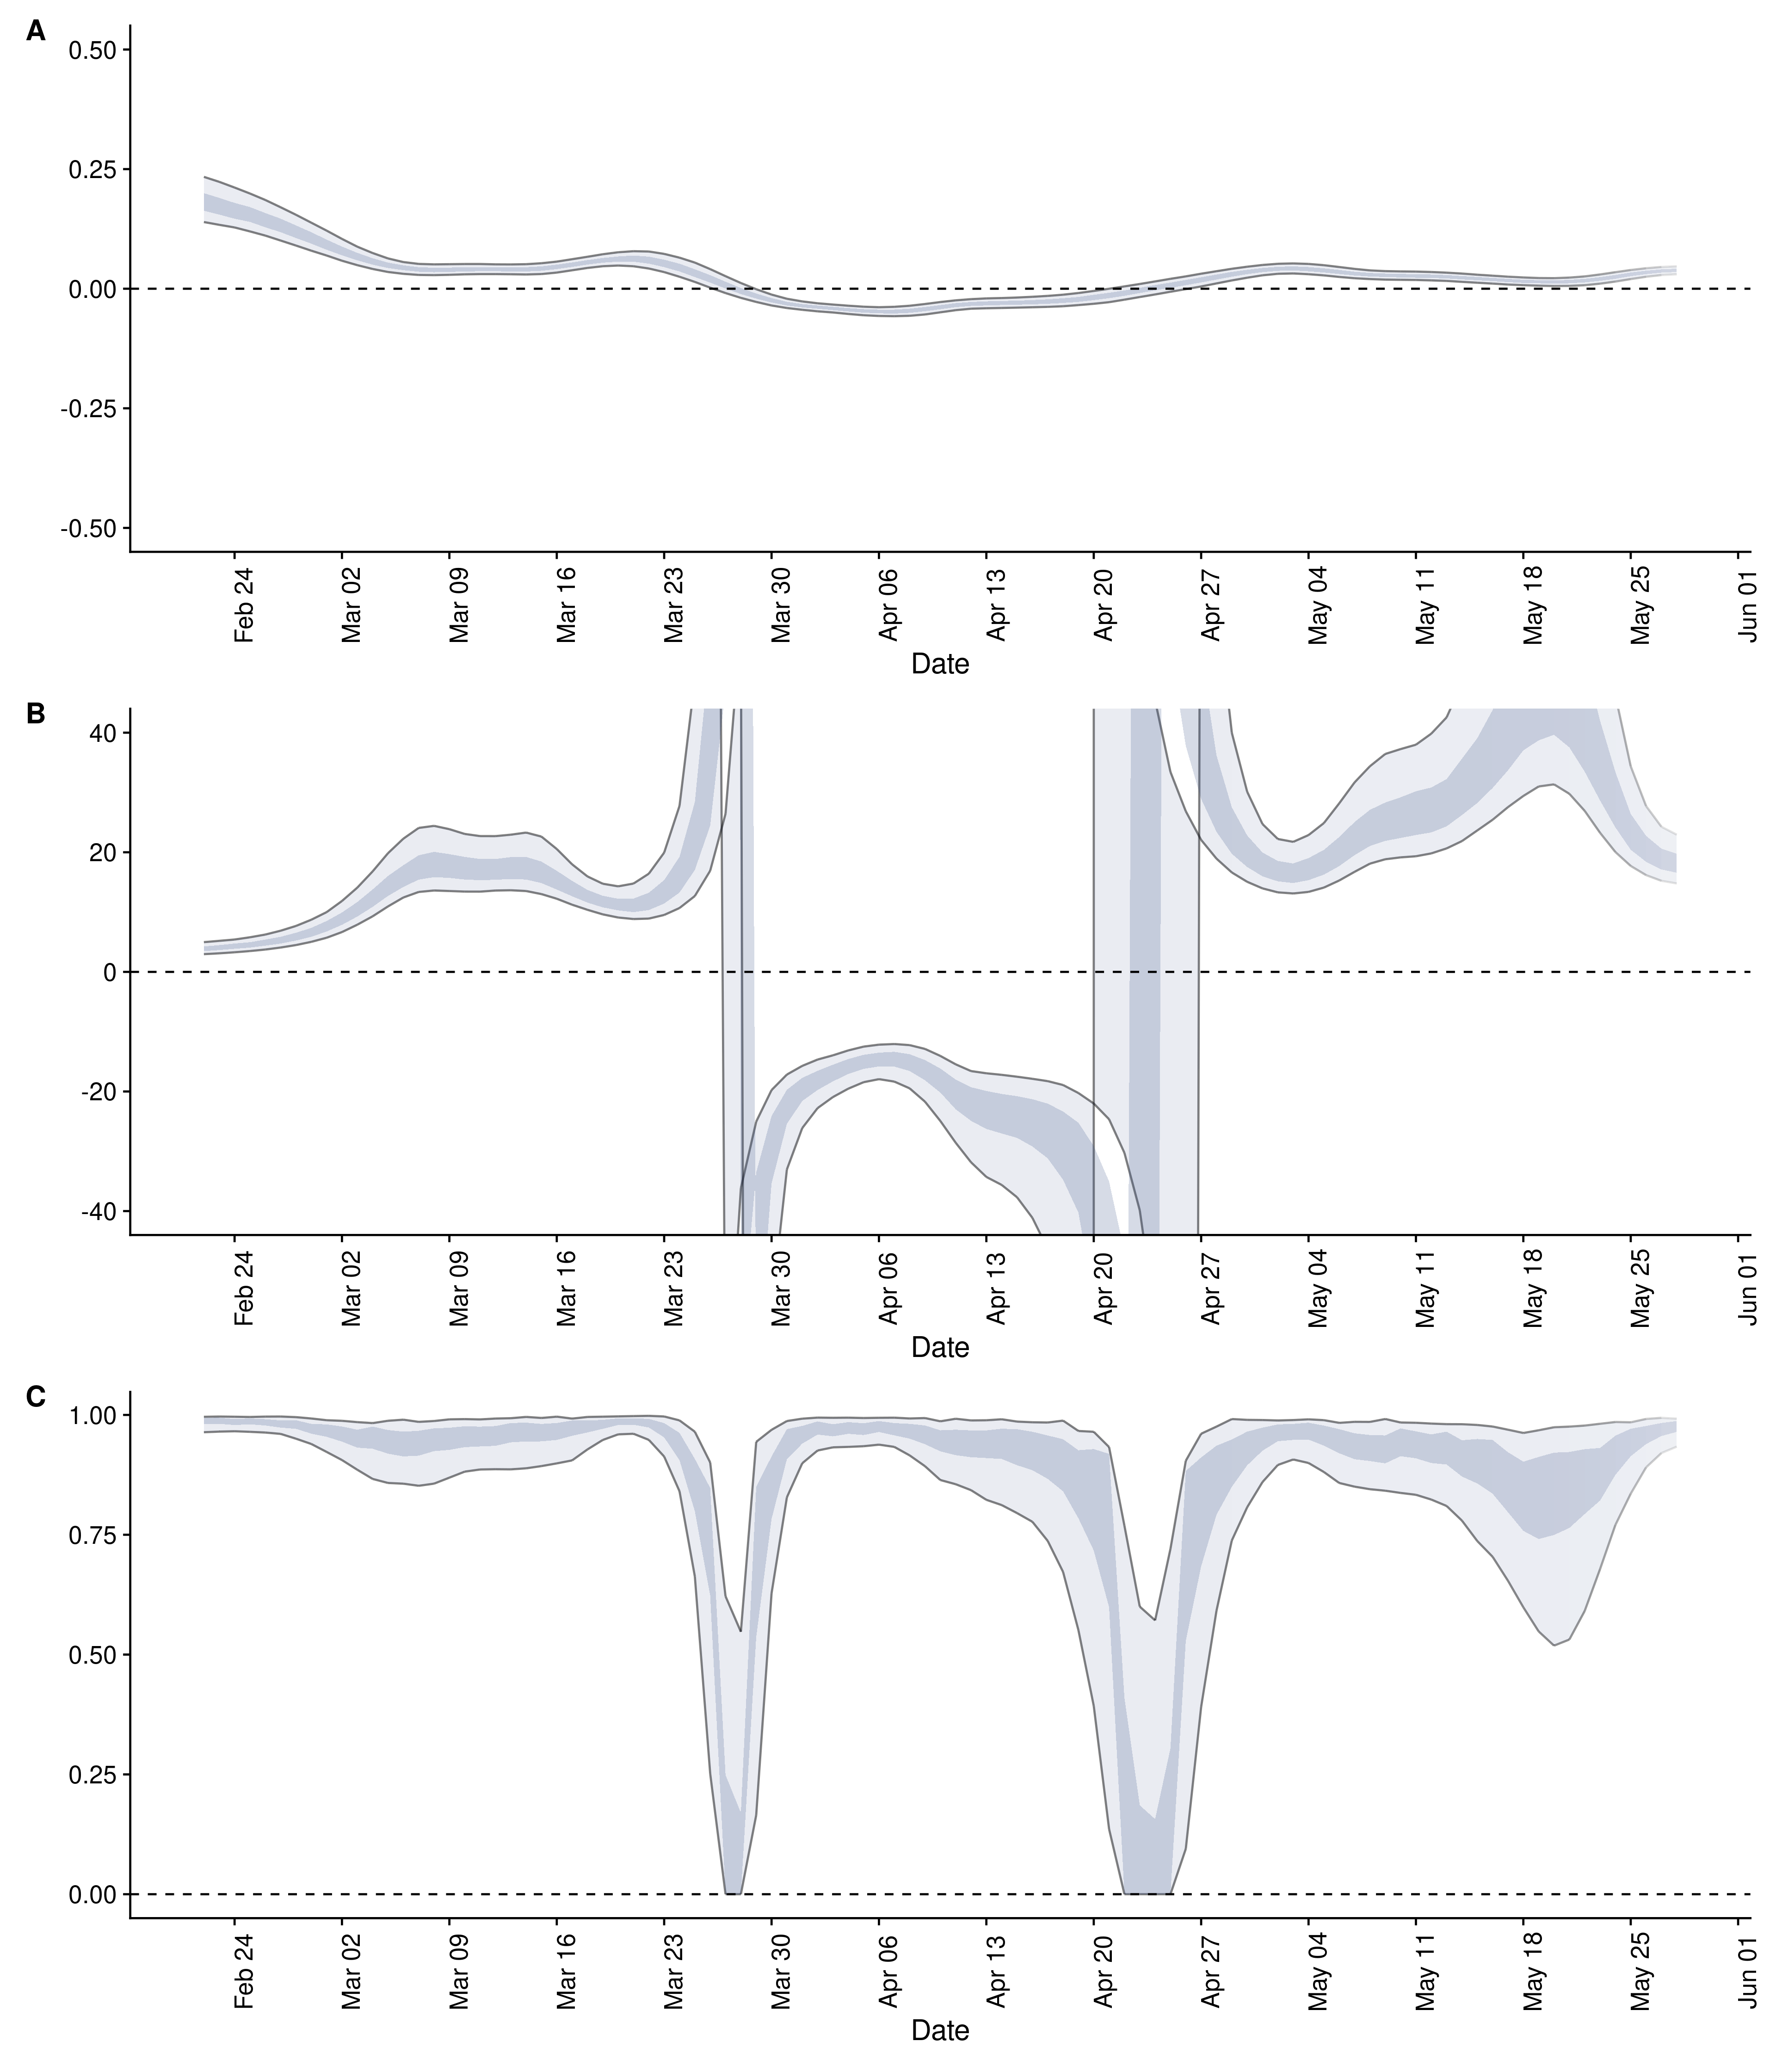 A
0.50
0.25
0.00
-0.25
-0.50
Feb 24
Mar 02
Mar 09
Mar 16
Mar 23
Mar 30
Apr 06
Apr 13
Apr 20
Apr 27
May 04
May 11
May 18
May 25
Jun 01
Date
B
40
20
0
-20
-40
Feb 24
Mar 02
Mar 09
Mar 16
Mar 23
Mar 30
Apr 06
Apr 13
Apr 20
Apr 27
May 04
May 11
May 18
May 25
Jun 01
Date
C
1.00
0.75
0.50
0.25
0.00
Feb 24
Mar 02
Mar 09
Mar 16
Mar 23
Mar 30
Apr 06
Apr 13
Apr 20
Apr 27
May 04
May 11
May 18
May 25
Jun 01
Date